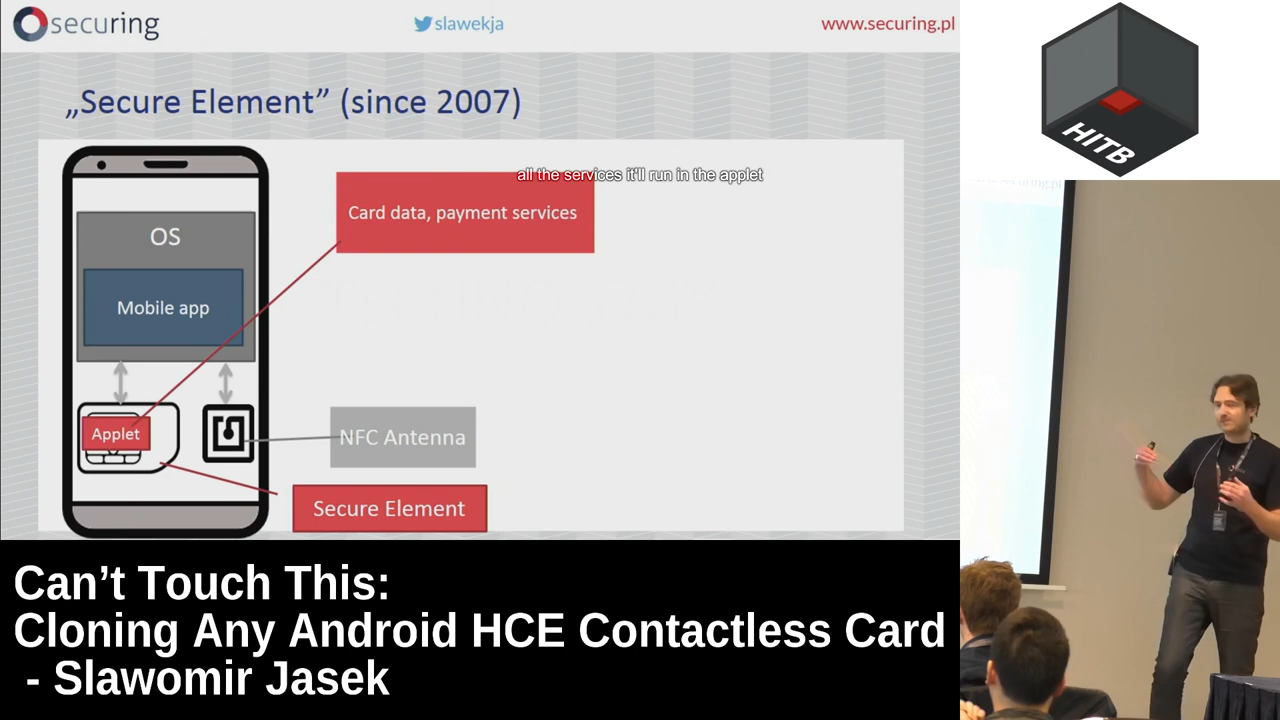 securing
slawekja
www.securing.pl
„Secure Element” (since 2007)
all the services it'll run in the applet
Card data, payment services
OS
Mobile app
Applet
NFC Antenna
Secure Element
HITB
Can’t Touch This:
Cloning Any Android HCE Contactless Card
- Slawomir Jasek